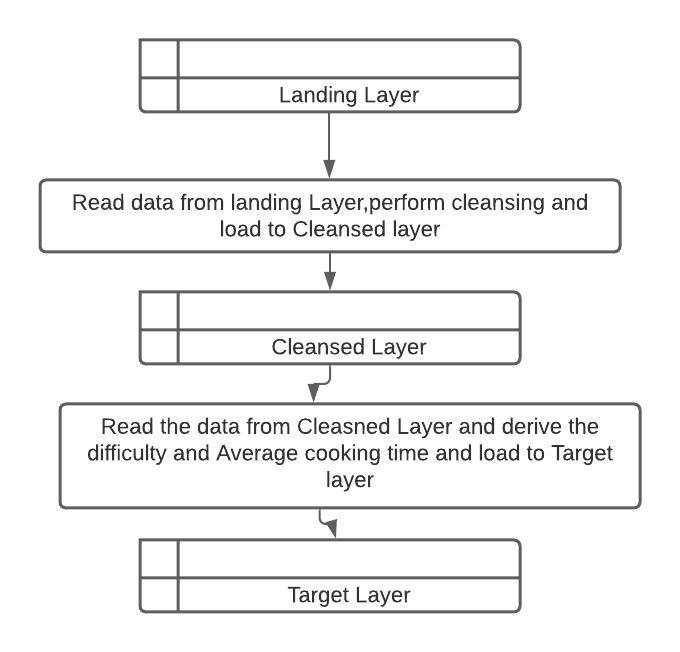 Landing Layer
Read data from landing Layer,perform cleansing and
load to Cleansed layer
Cleansed Layer
Read the data from Cleasned Layer and derive the
difficulty and Average cooking time and load to Target
layer
Target Layer